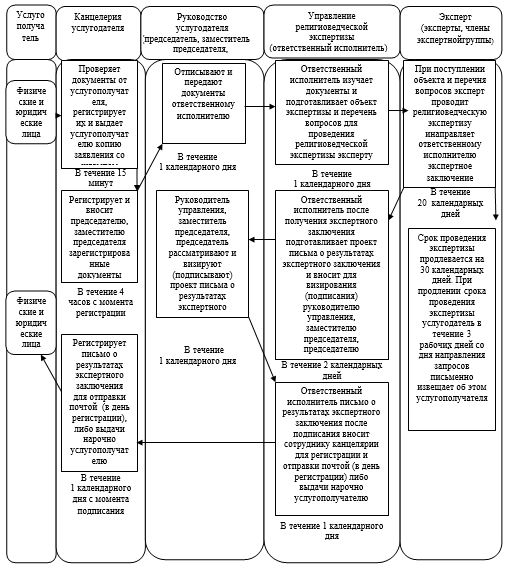 Услуго
получа
тель
Физиче
ские и
юридич
еские
лица
Физиче
ские и
юридич
еские
лица
Канцелерия
услугодателя
Проверяет
документы от
услугополучат
еля,
регистрирует
их и выдает
услугополучат
елю копию
заявления со
В течение 15
минут
Регистрирует и
вносит
председателю,
заместителю
председателя
зарегистрирова
нные
документы
В течение 4
часов с момента
регистрации
Регистрирует
письмо о
результатах
экспертного
заключения
для отправки
почтой (в день
регистрации),
либо выдачи
нарочно
услугополучат
елю
В течение
1 календарного
дня с момента
подписания
Руководство
услугодателя
(председатель, заместитель
председателя,
Отписывают и
передают
документы
ответственному
исполнителю
В течение
1 календарного дня
Руководитель
управления,
заместитель
председателя,
председатель
рассматривают и
визируют
(подписывают)
проект письма о
результатах
экспертного
В течение
1 календарного дня
Управление
религиоведческой
экспертизы
(ответственный исполнитель)
Ответственный
исполнитель изучает
документы и
подготавливает объект
экспертизы и перечень
вопросов для
проведения
религиоведческой
экспертизы эксперту
В течение
1 календарного дня
Ответственный
исполнитель после
получения экспертного
заключения
подготавливает проект
письма о результатах
экспертного заключения
и вносит для
визирования
(подписания)
руководителю
управления,
заместителю
председателя,
председателю
В течение 2 календарных
дней
Ответственный
исполнитель письмо о
результатах экспертного
заключения после
подписания вносит
сотруднику канцелярии
для регистрации и
отправки почтой (в день
регистрации) либо
выдачи нарочно
услугополучателю
В течение 1 календарного
дня
Эксперт
(эксперты, члены
экспертнойгруппы)
При поступлении
объекта и перечня
вопросов эксперт
проводит
религиоведческую
экспертизу
инаправляет
ответственному
исполнителю
экспертное
заключение
В течение
20 календарных
дней
Срок проведения
экспертизы
продлевается на
30 календарных
дней. При
продлении срока
проведения
экспертизы
услугодатель в
течение 3
рабочих дней со
дня направления
запросов
письменно
извещает об этом
услугополучателя